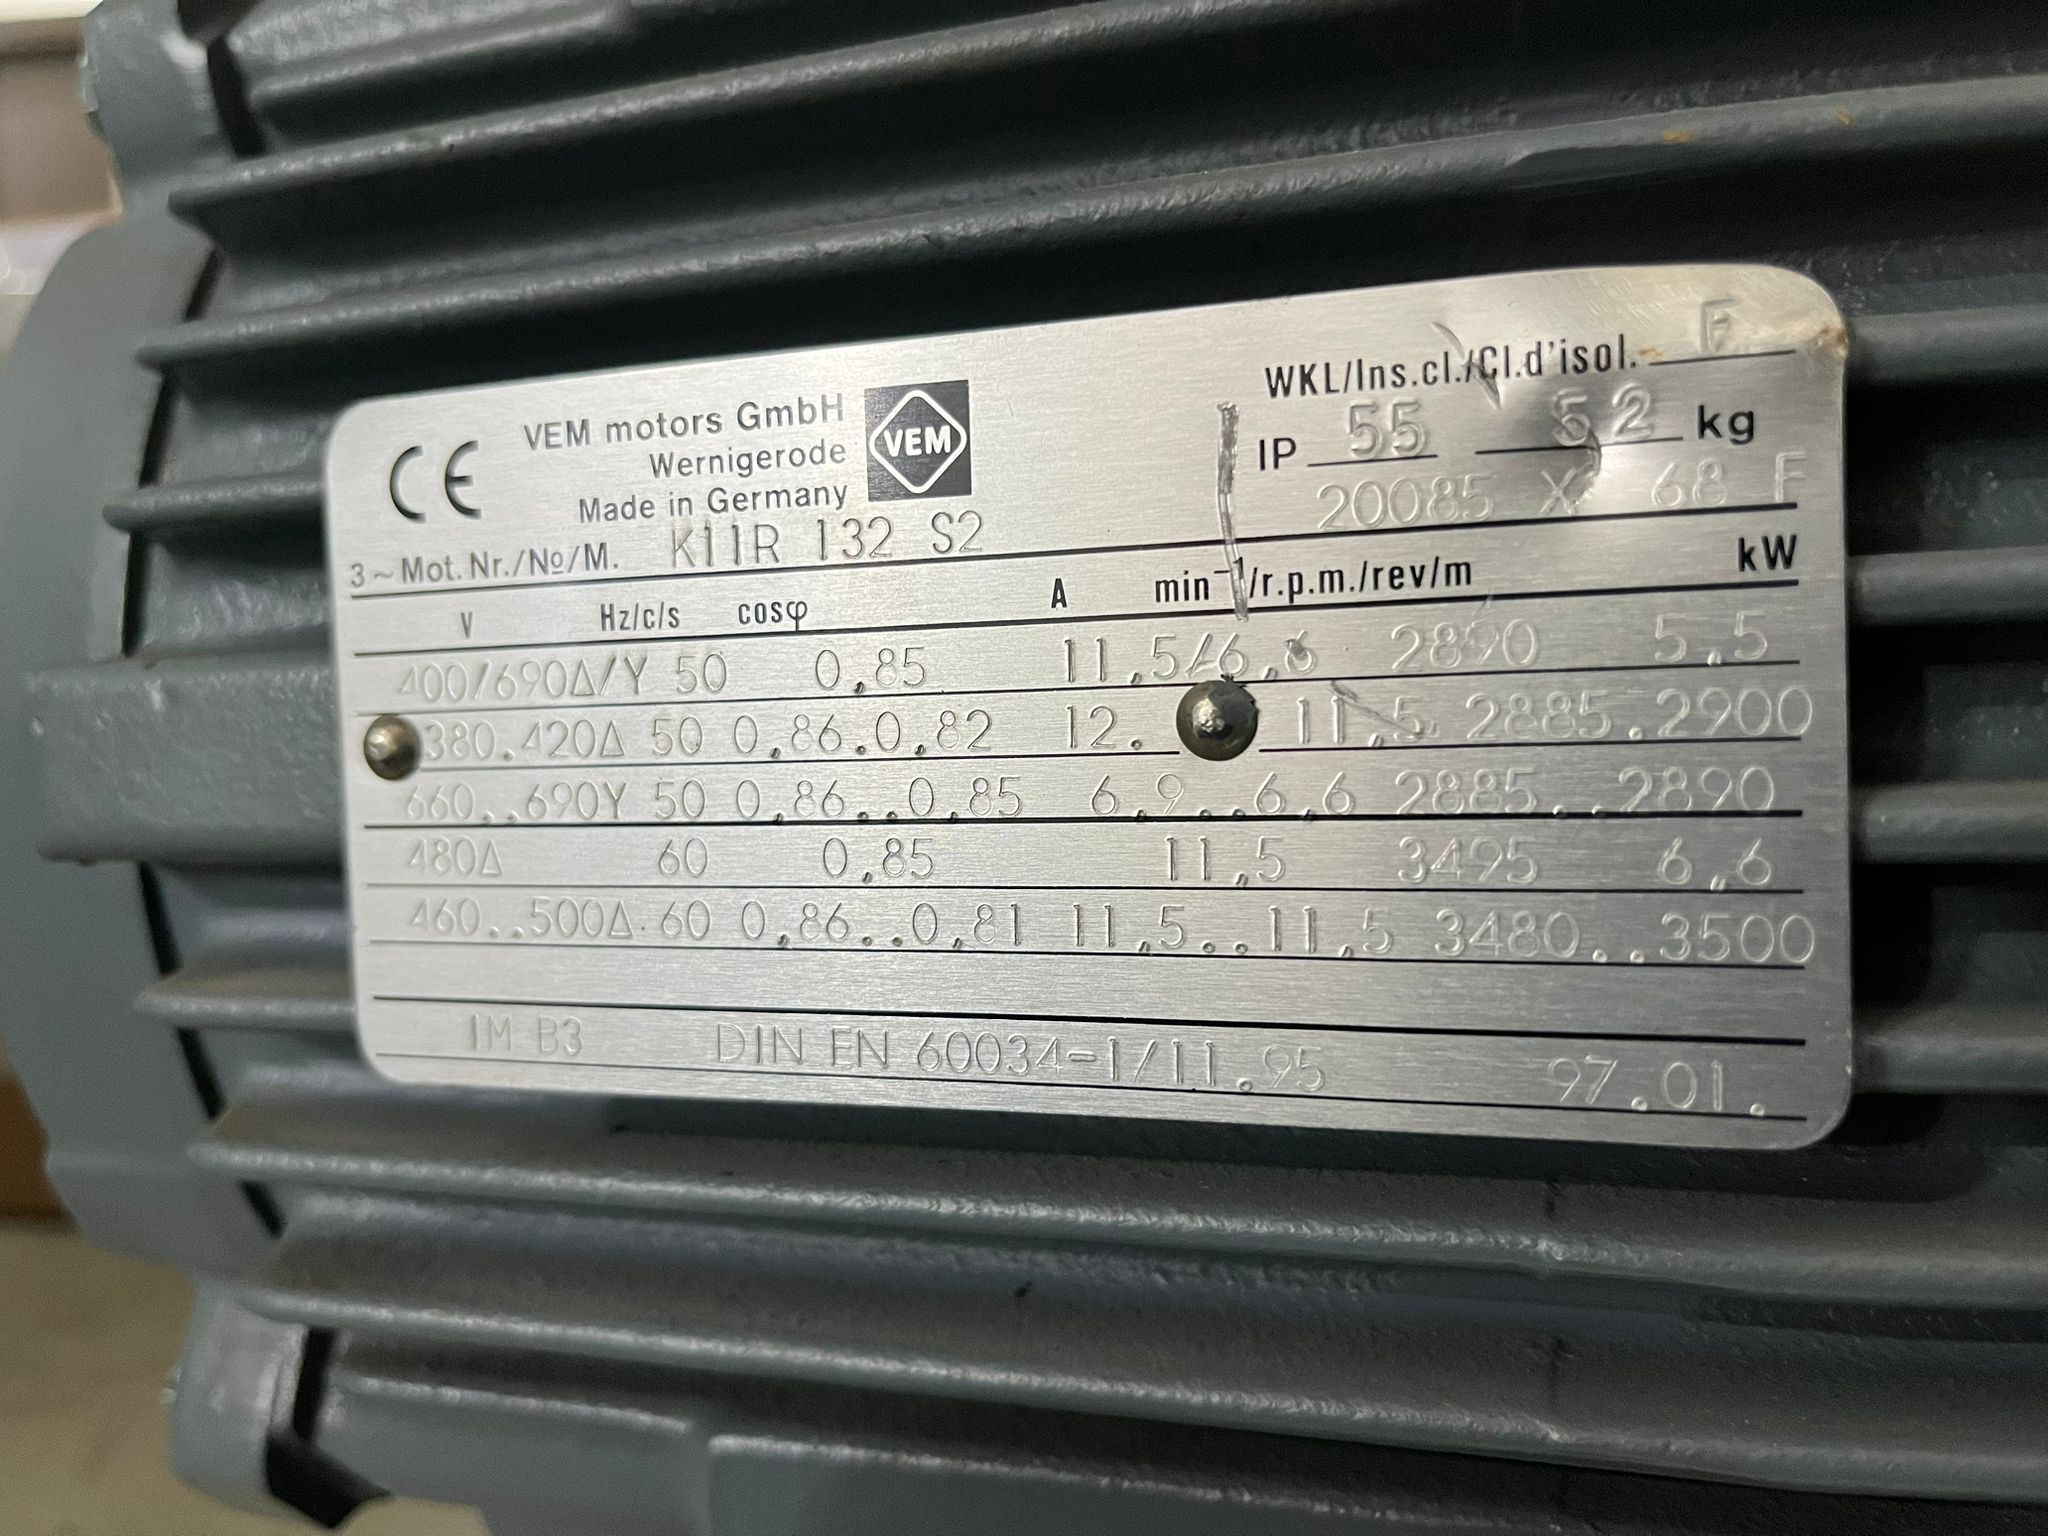 CE
VEM motors GmbH
Wernigerode
Made in Germany
VEM
WKL/Ins.cl./Cl.d'isol. F
IP 55 52 kg
3~Mot.Nr./No/M. K11R 132 S2 20085 X 68 F
V Hz/c/s cosφ A min⁻¹/r.p.m./rev/m kW
400/690Δ/Y 50 0,85 11,5/6,6 2890 5,5
380.420Δ 50 0,86.0,82 12. 11,5 2885.2900
660..690Y 50 0,86..0,85 6,9..6,6 2885..2890
480Δ 60 0,85 11,5 3495 6,6
460..500Δ 60 0,86..0,81 11,5..11,5 3480..3500
IM B3 DIN EN 60034-1/11.95 97.01.